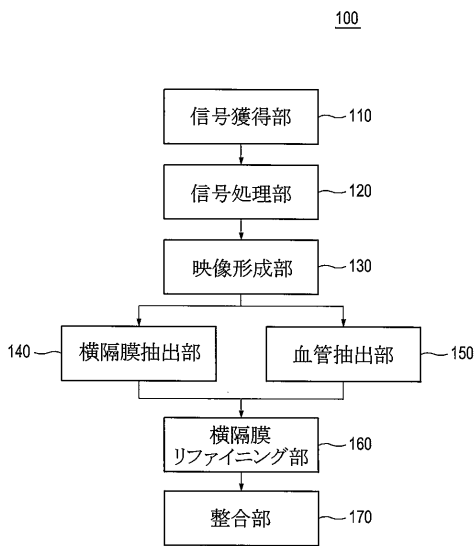 100
信号獲得部
110
信号処理部
120
映像形成部
130
140
横隔膜抽出部
血管抽出部
150
横隔膜
リファイニング部
160
整合部
170